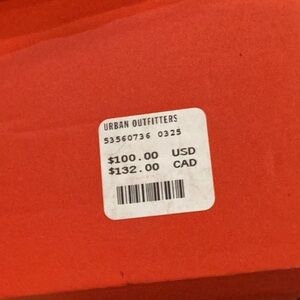 URBAN OUTFITTERS
53560736 0325
$100.00 USD
$132.00 CAD